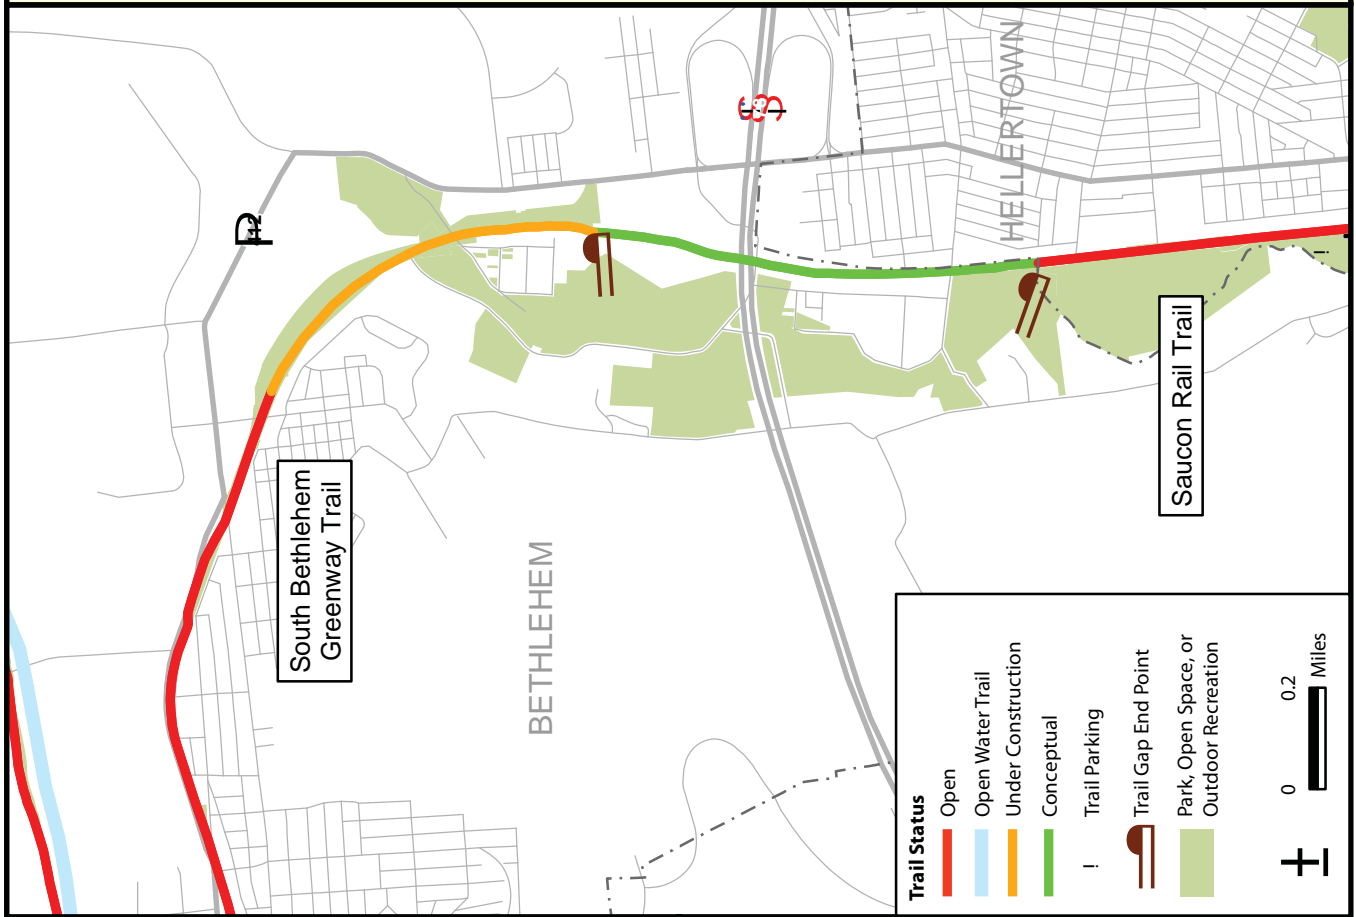 HELLERTOWN
South Bethlehem
Greenway Trail
BETHLEHEM
Saucon Rail Trail
Trail Status
Open
Open Water Trail
Under Construction
Conceptual
! Trail Parking
Trail Gap End Point
Park, Open Space, or
Outdoor Recreation
0 0.2
Miles
!